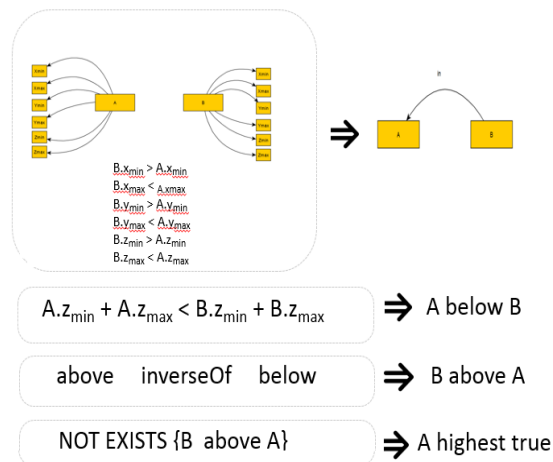 Xmin
Xmax
Ymin
Ymax
Zmin
Zmax
A
B
Xmin
Xmax
Ymin
Ymax
Zmin
Zmax
In
⇒
A
B
B.xmin > A.xmin
B.xmax < A.xmax
B.ymin > A.ymin
B.ymax < A.ymax
B.zmin > A.zmin
B.zmax < A.zmax
A.zmin + A.zmax < B.zmin + B.zmax ⇒ A below B
above inverseOf below ⇒ B above A
NOT EXISTS {B above A} ⇒ A highest true